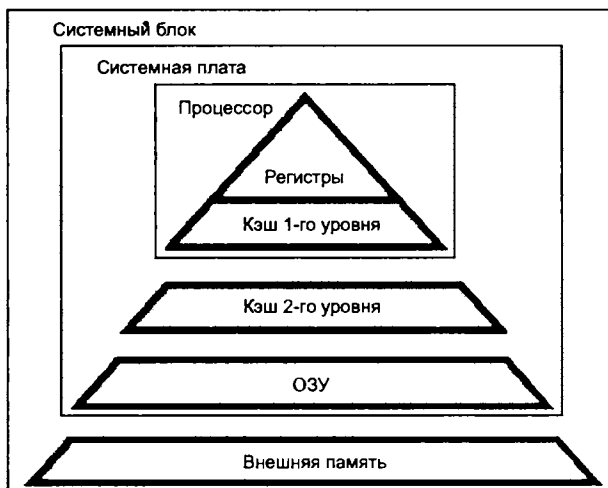 Системный блок
Системная плата
Процессор
Регистры
Кэш 1-го уровня
Кэш 2-го уровня
ОЗУ
Внешняя память